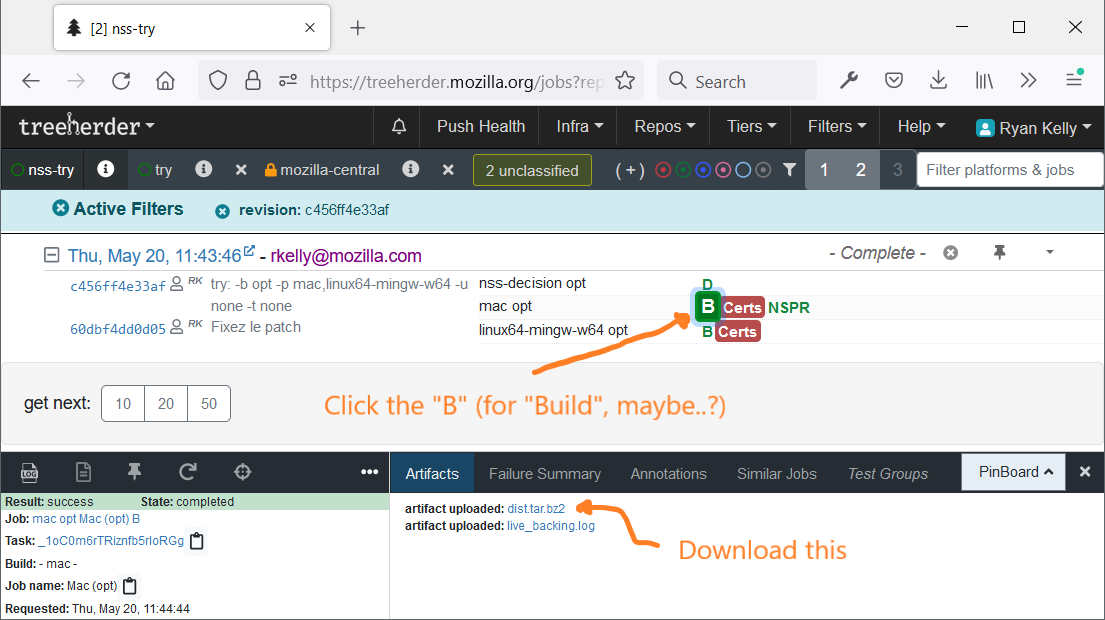 [2] nss-try
https://treeherder.mozilla.org/jobs?rep
Search
treeherder
Push Health
Infra
Repos
Tiers
Filters
Help
Ryan Kelly
nss-try
try
mozilla-central
2 unclassified
(+)
1 2 3
Filter platforms & jobs
Active Filters
revision: c456ff4e33af
Thu, May 20, 11:43:46 - rkelly@mozilla.com
- Complete -
c456ff4e33af RK try: -b opt -p mac,linux64-mingw-w64 -u
none -t none
60dbf4dd0d05 RK Fixez le patch
nss-decision opt D
mac opt B Certs NSPR
linux64-mingw-w64 opt B Certs
get next: 10 20 50
Click the "B" (for "Build", maybe..?)
LOG
Artifacts
Failure Summary
Annotations
Similar Jobs
Test Groups
PinBoard
Result: success State: completed
Job: mac opt Mac (opt) B
Task: _1oC0m6rTRiznfb5rloRGg
Build: - mac -
Job name: Mac (opt)
Requested: Thu, May 20, 11:44:44
artifact uploaded: dist.tar.bz2
artifact uploaded: live_backing.log
Download this